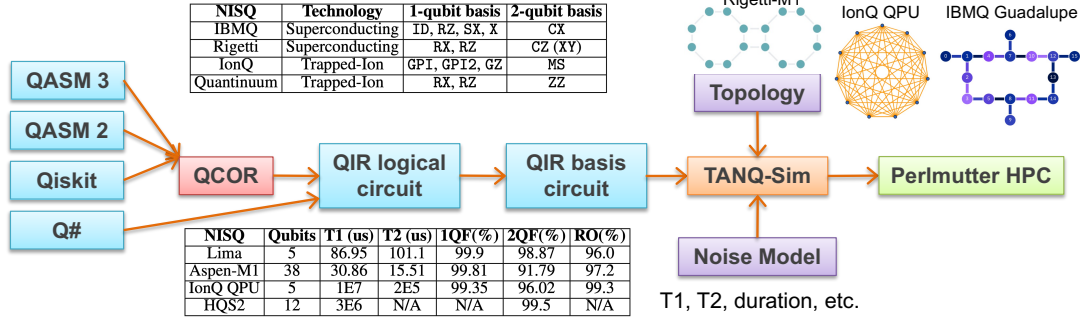 NISQ Technology 1-qubit basis 2-qubit basis
IBMQ Superconducting ID, RZ, SX, X CX
Rigetti Superconducting RX, RZ CZ (XY)
IonQ Trapped-Ion GPI, GPI2, GZ MS
Quantinuum Trapped-Ion RX, RZ ZZ
IonQ QPU
IBMQ Guadalupe
QASM 3
QASM 2
Qiskit
Q#
QCOR
QIR logical
circuit
QIR basis
circuit
Topology
TANQ-Sim
Perlmutter HPC
Noise Model
T1, T2, duration, etc.
NISQ Qubits T1 (us) T2 (us) 1QF(%) 2QF(%) RO(%)
Lima 5 86.95 101.1 99.9 98.87 96.0
Aspen-M1 38 30.86 15.51 99.81 91.79 97.2
IonQ QPU 5 1E7 2E5 99.35 96.02 99.3
HQS2 12 3E6 N/A N/A 99.5 N/A